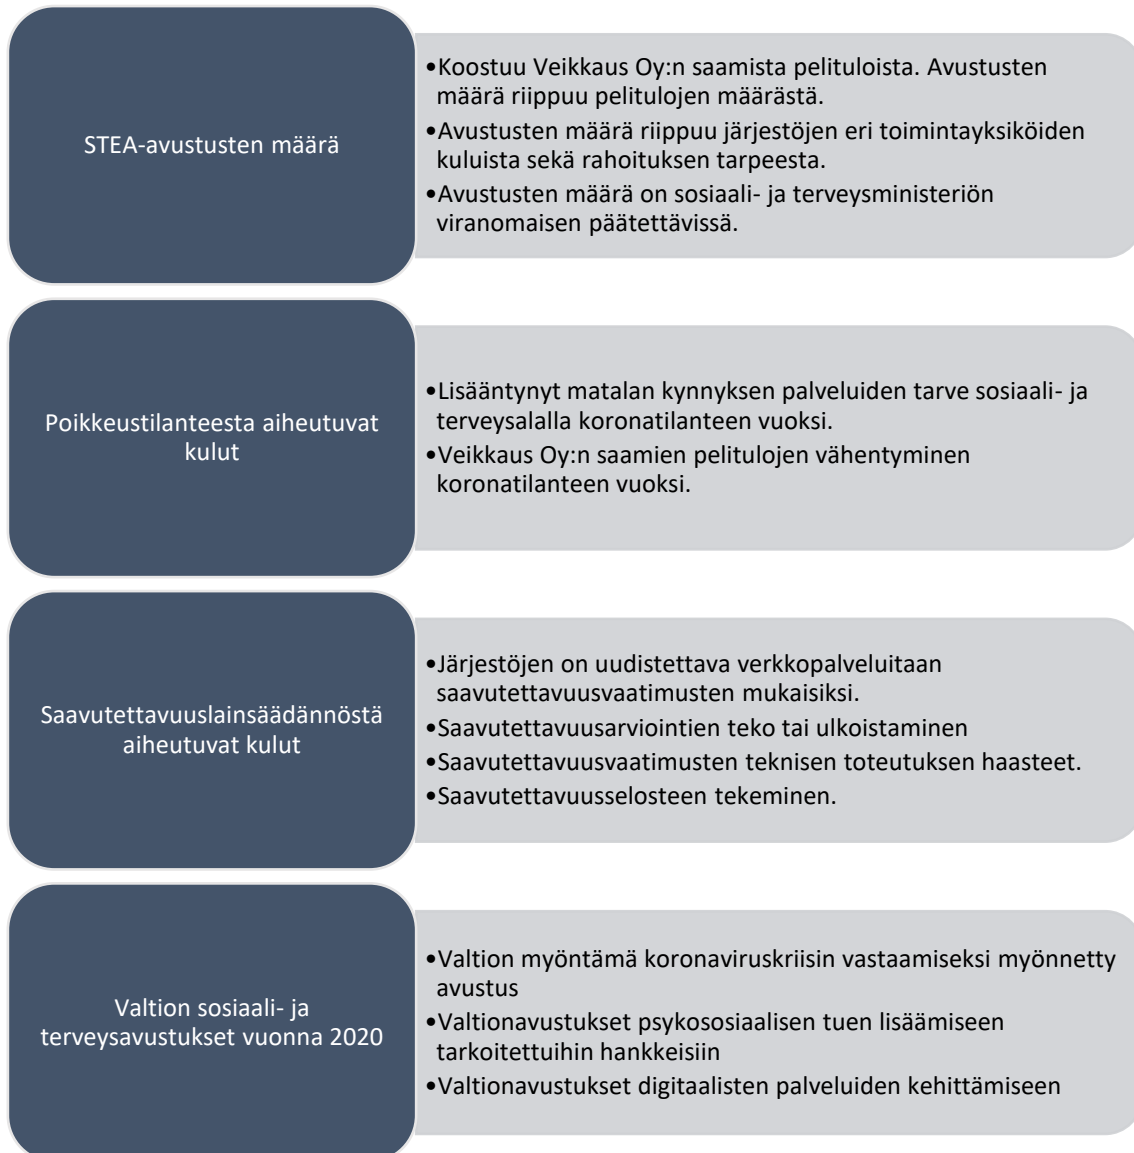 STEA-avustusten määrä
•Koostuu Veikkaus Oy:n saamista pelituloista. Avustusten
määrä riippuu pelitulojen määrästä.
•Avustusten määrä riippuu järjestöjen eri toimintayksiköiden
kuluista sekä rahoituksen tarpeesta.
•Avustusten määrä on sosiaali- ja terveysministeriön
viranomaisen päätettävissä.
Poikkeustilanteesta aiheutuvat
kulut
•Lisääntynyt matalan kynnyksen palveluiden tarve sosiaali- ja
terveysalalla koronatilanteen vuoksi.
•Veikkaus Oy:n saamien pelitulojen vähentyminen
koronatilanteen vuoksi.
Saavutettavuuslainsäädännöstä
aiheutuvat kulut
•Järjestöjen on uudistettava verkkopalveluitaan
saavutettavuusvaatimusten mukaisiksi.
•Saavutettavuusarviointien teko tai ulkoistaminen
•Saavutettavuusvaatimusten teknisen toteutuksen haasteet.
•Saavutettavuusselosteen tekeminen.
Valtion sosiaali- ja
terveysavustukset vuonna 2020
•Valtion myöntämä koronaviruskriisin vastaamiseksi myönnetty
avustus
•Valtionavustukset psykososiaalisen tuen lisäämiseen
tarkoitettuihin hankkeisiin
•Valtionavustukset digitaalisten palveluiden kehittämiseen